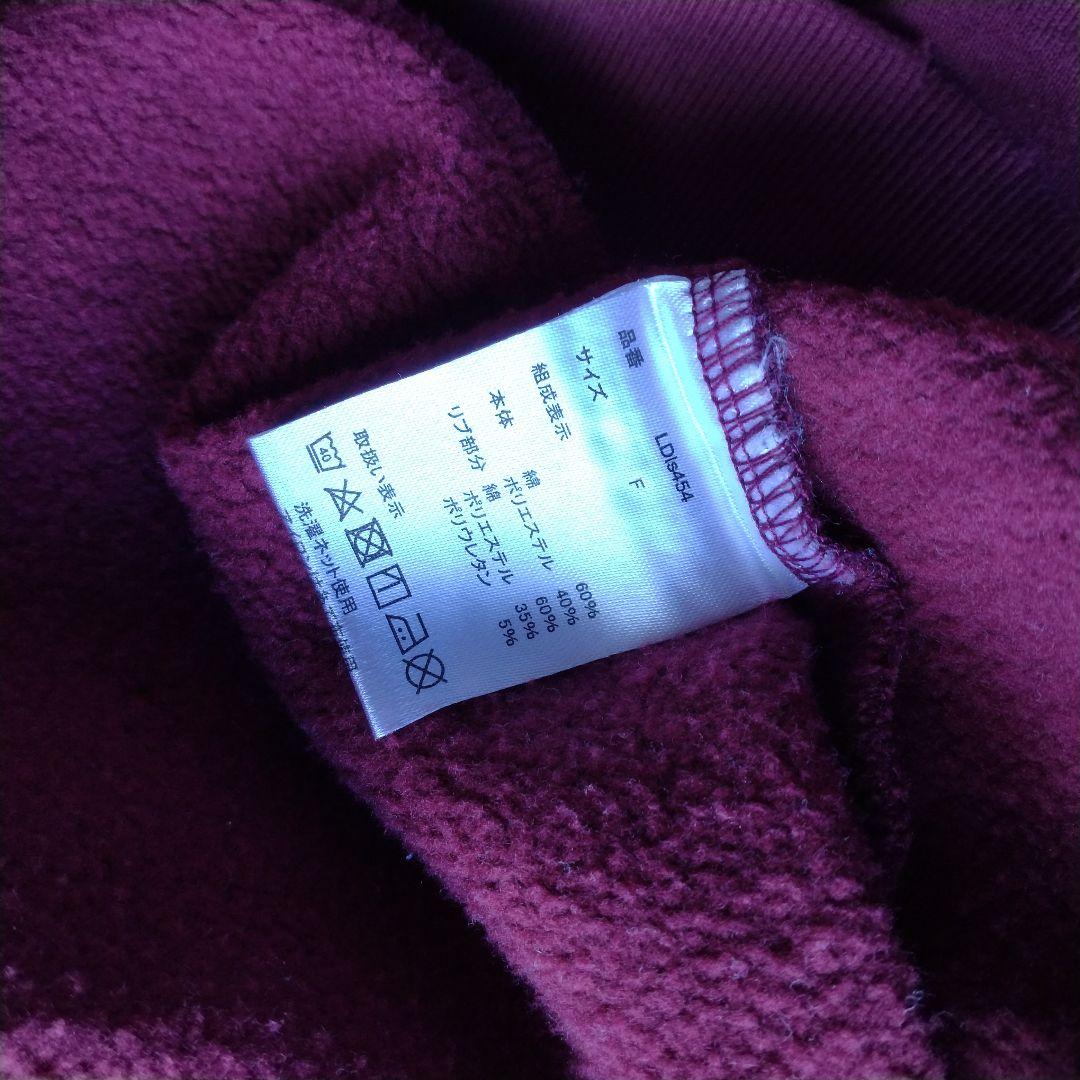 品番 LDIs454
サイズ F
組成表示
本体 綿 60%
ポリエステル 40%
リブ部分 綿 60%
ポリエステル 35%
ポリウレタン 5%
取扱い表示
40
洗濯ネット使用